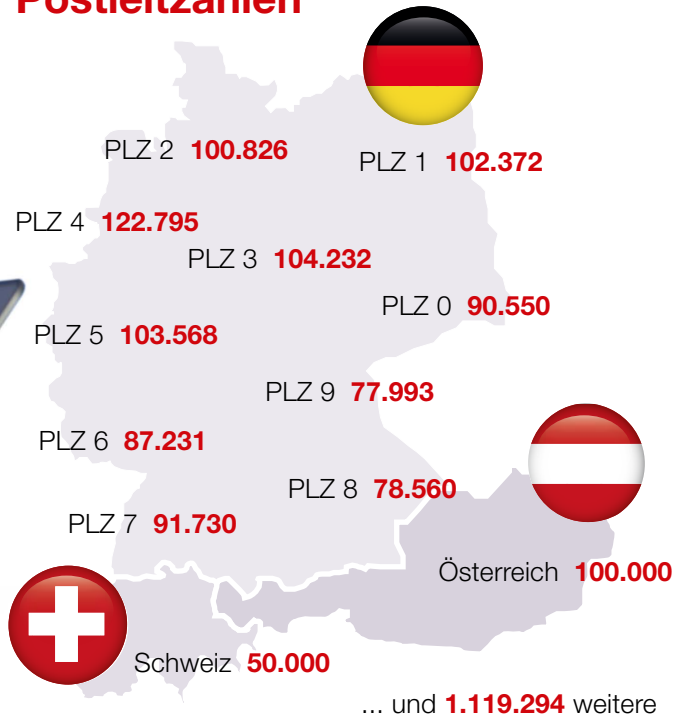 Postleitzahlen
PLZ 2 100.826
PLZ 1 102.372
PLZ 4 122.795
PLZ 3 104.232
PLZ 0 90.550
PLZ 5 103.568
PLZ 9 77.993
PLZ 6 87.231
PLZ 8 78.560
PLZ 7 91.730
Österreich 100.000
Schweiz 50.000
... und 1.119.294 weitere